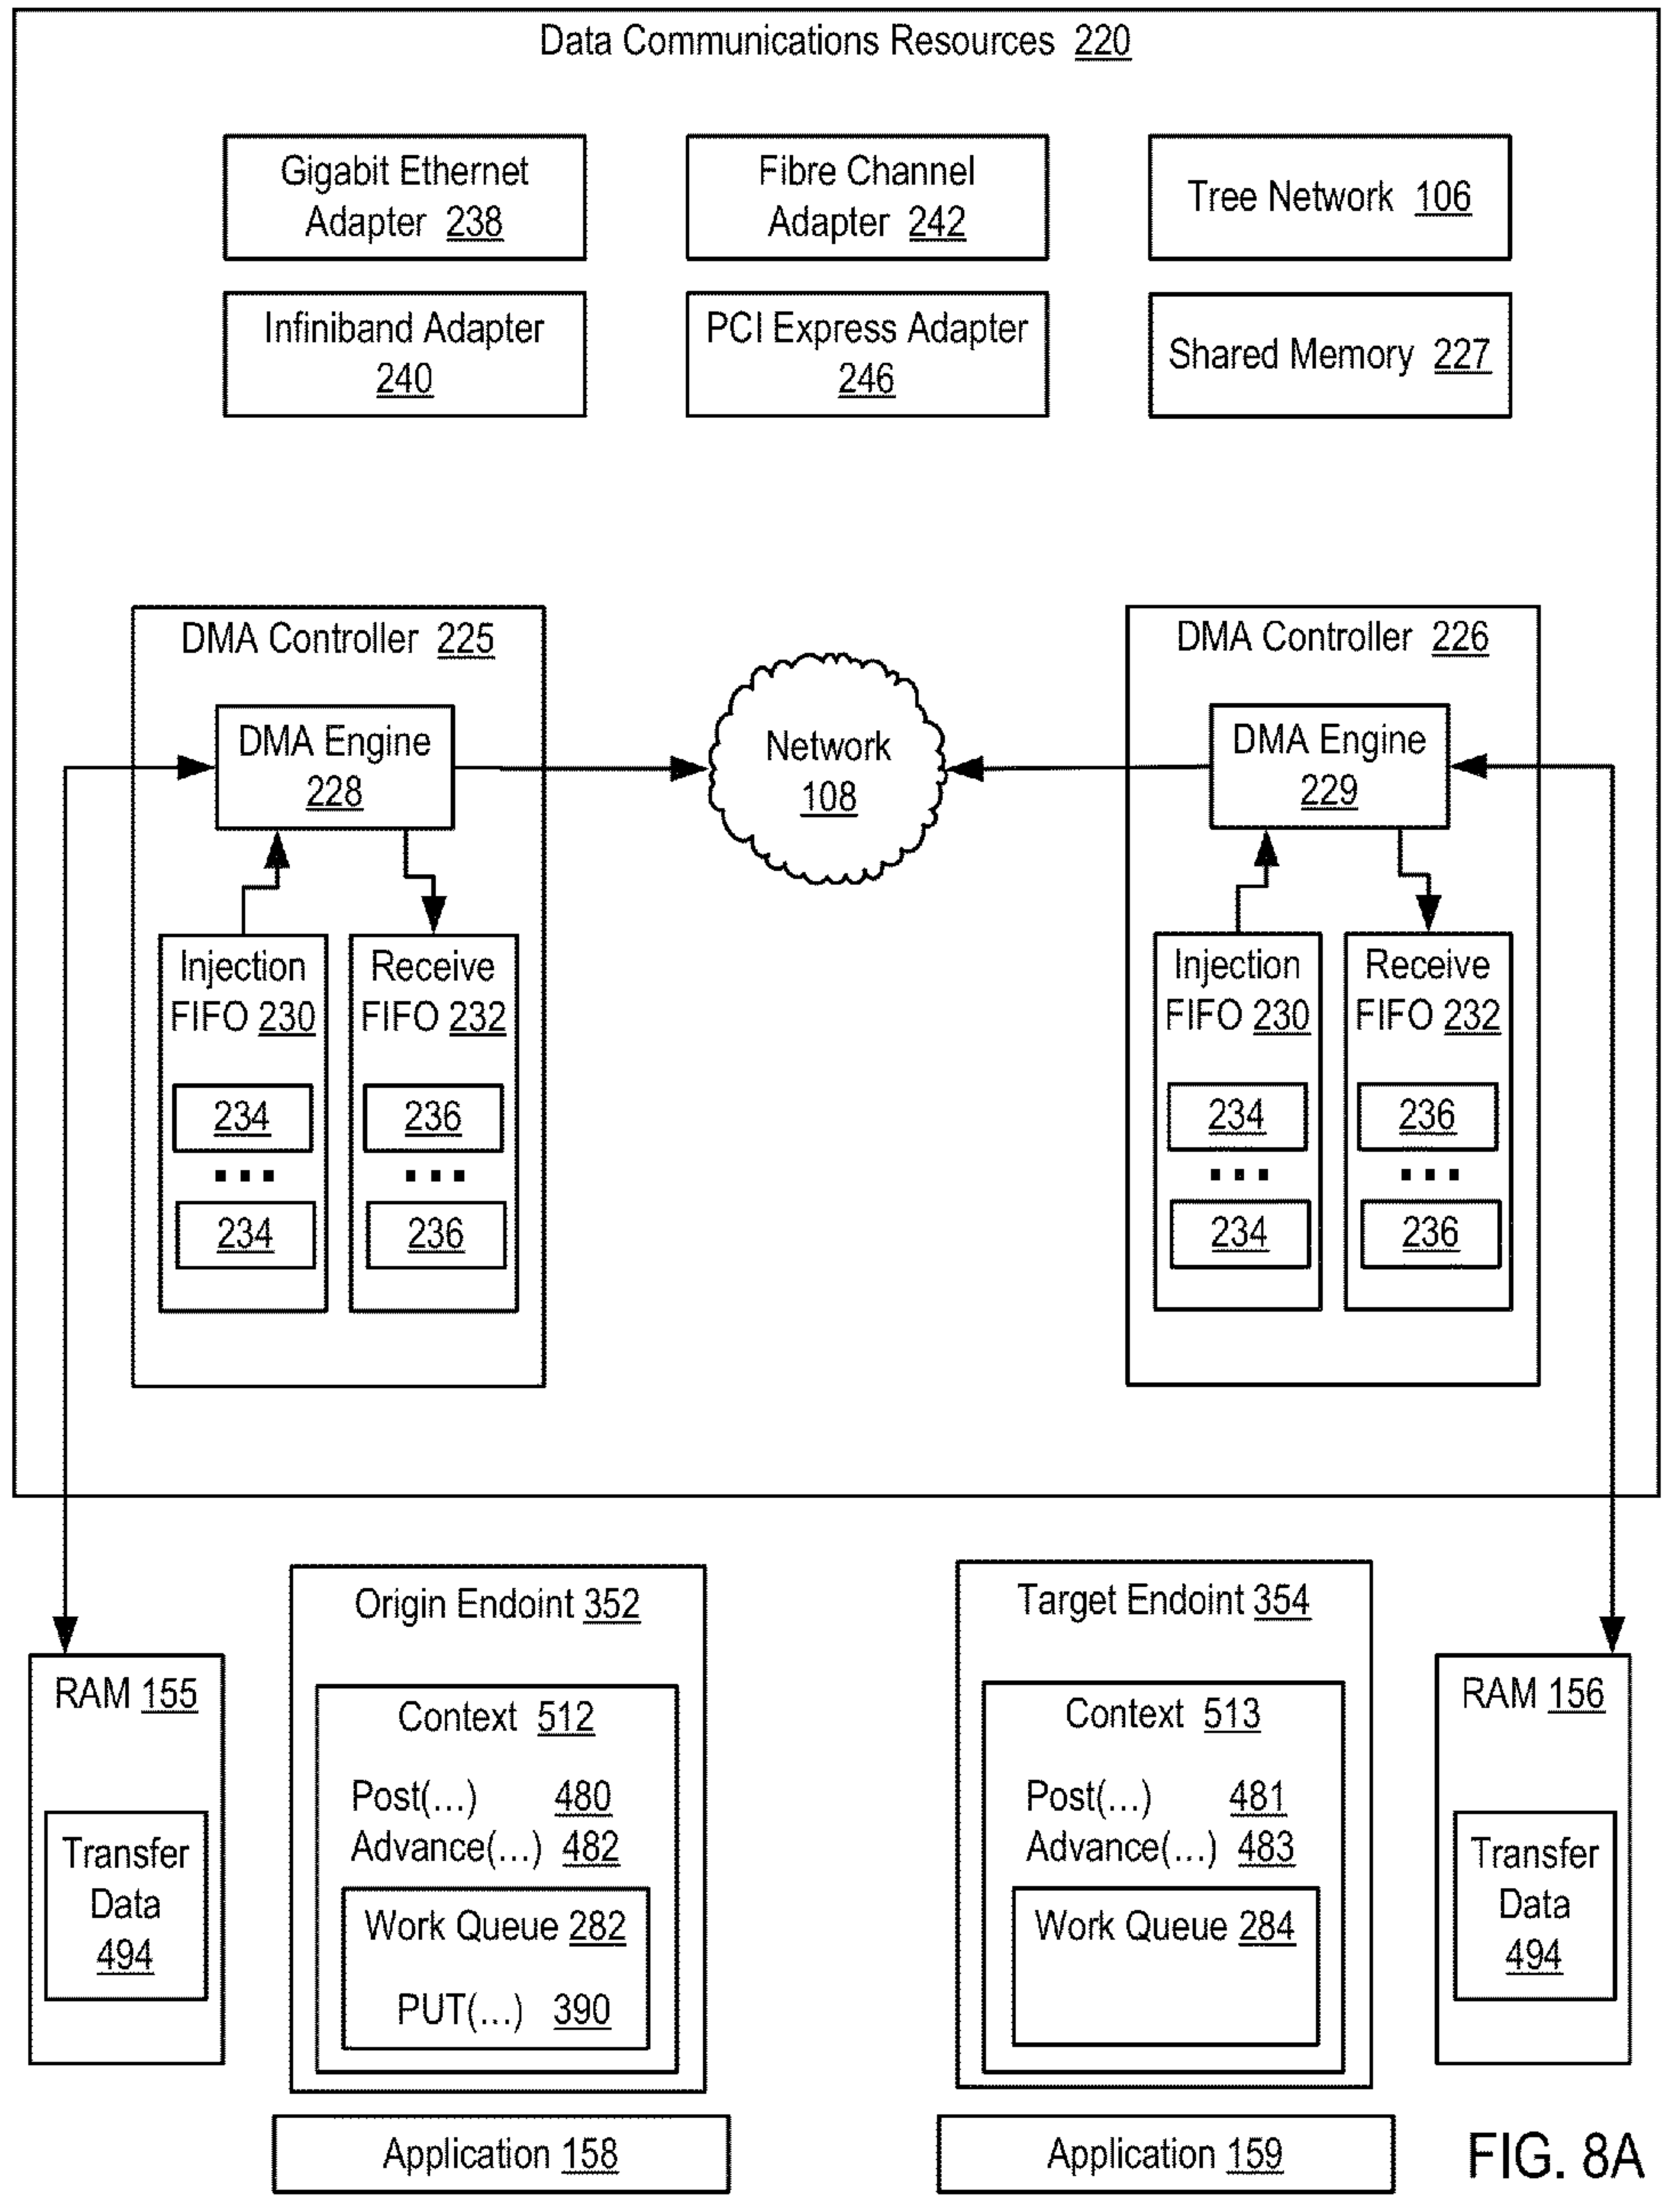 Data Communications Resources 220
Gigabit Ethernet
Adapter 238
Fibre Channel
Adapter 242
Tree Network 106
Infiniband Adapter
240
PCI Express Adapter
246
Shared Memory 227
DMA Controller 225
DMA Engine
228
Injection
FIFO 230
234
...
234
Receive
FIFO 232
236
...
236
Network
108
DMA Controller 226
DMA Engine
229
Injection
FIFO 230
234
...
234
Receive
FIFO 232
236
...
236
RAM 155
Transfer
Data
494
Origin Endoint 352
Context 512
Post(...) 480
Advance(...) 482
Work Queue 282
PUT(...) 390
Application 158
Target Endoint 354
Context 513
Post(...) 481
Advance(...) 483
Work Queue 284
Application 159
RAM 156
Transfer
Data
494
FIG. 8A